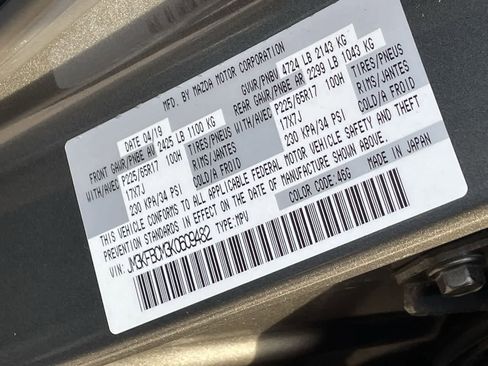 MFD. BY MAZDA MOTOR CORPORATION
DATE 04/19 GVWR/PNBV 4724 LB 2143 KG
FRONT GAWR/PNBE AV 2425 LB 1100 KG REAR GAWR/PNBE AR 2299 LB 1043 KG
WITH/AVEC P225/65R17 100H TIRES/PNEUS WITH/AVEC P225/65R17 100H TIRES/PNEUS
17X7J RIMS/JANTES 17X7J RIMS/JANTES
230 KPA/34 PSI COLD/A FROID 230 KPA/34 PSI COLD/A FROID
THIS VEHICLE CONFORMS TO ALL APPLICABLE FEDERAL MOTOR VEHICLE SAFETY AND THEFT
PREVENTION STANDARDS IN EFFECT ON THE DATE OF MANUFACTURE SHOWN ABOVE.
VIN: JM3KFBCM3K0609482 TYPE: MPV COLOR CODE: 46G MADE IN JAPAN